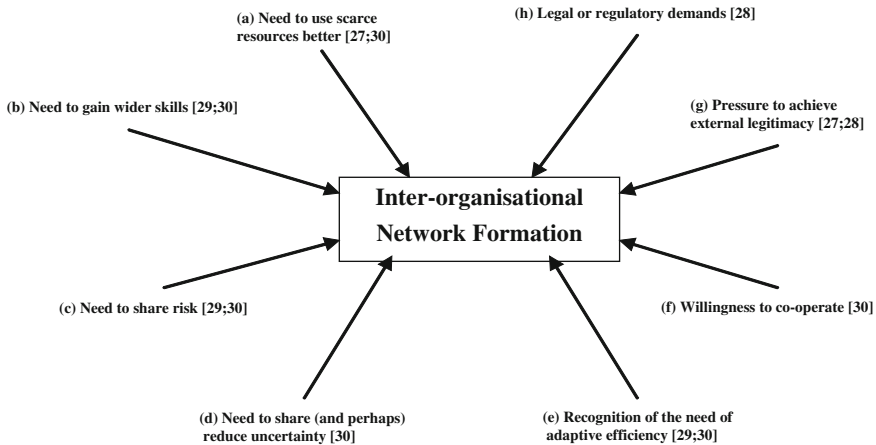 (a) Need to use scarce
resources better [27;30]
(h) Legal or regulatory demands [28]
(b) Need to gain wider skills [29;30]
(g) Pressure to achieve
external legitimacy [27;28]
Inter-organisational
Network Formation
(c) Need to share risk [29;30]
(f) Willingness to co-operate [30]
(d) Need to share (and perhaps)
reduce uncertainty [30]
(e) Recognition of the need of
adaptive efficiency [29;30]